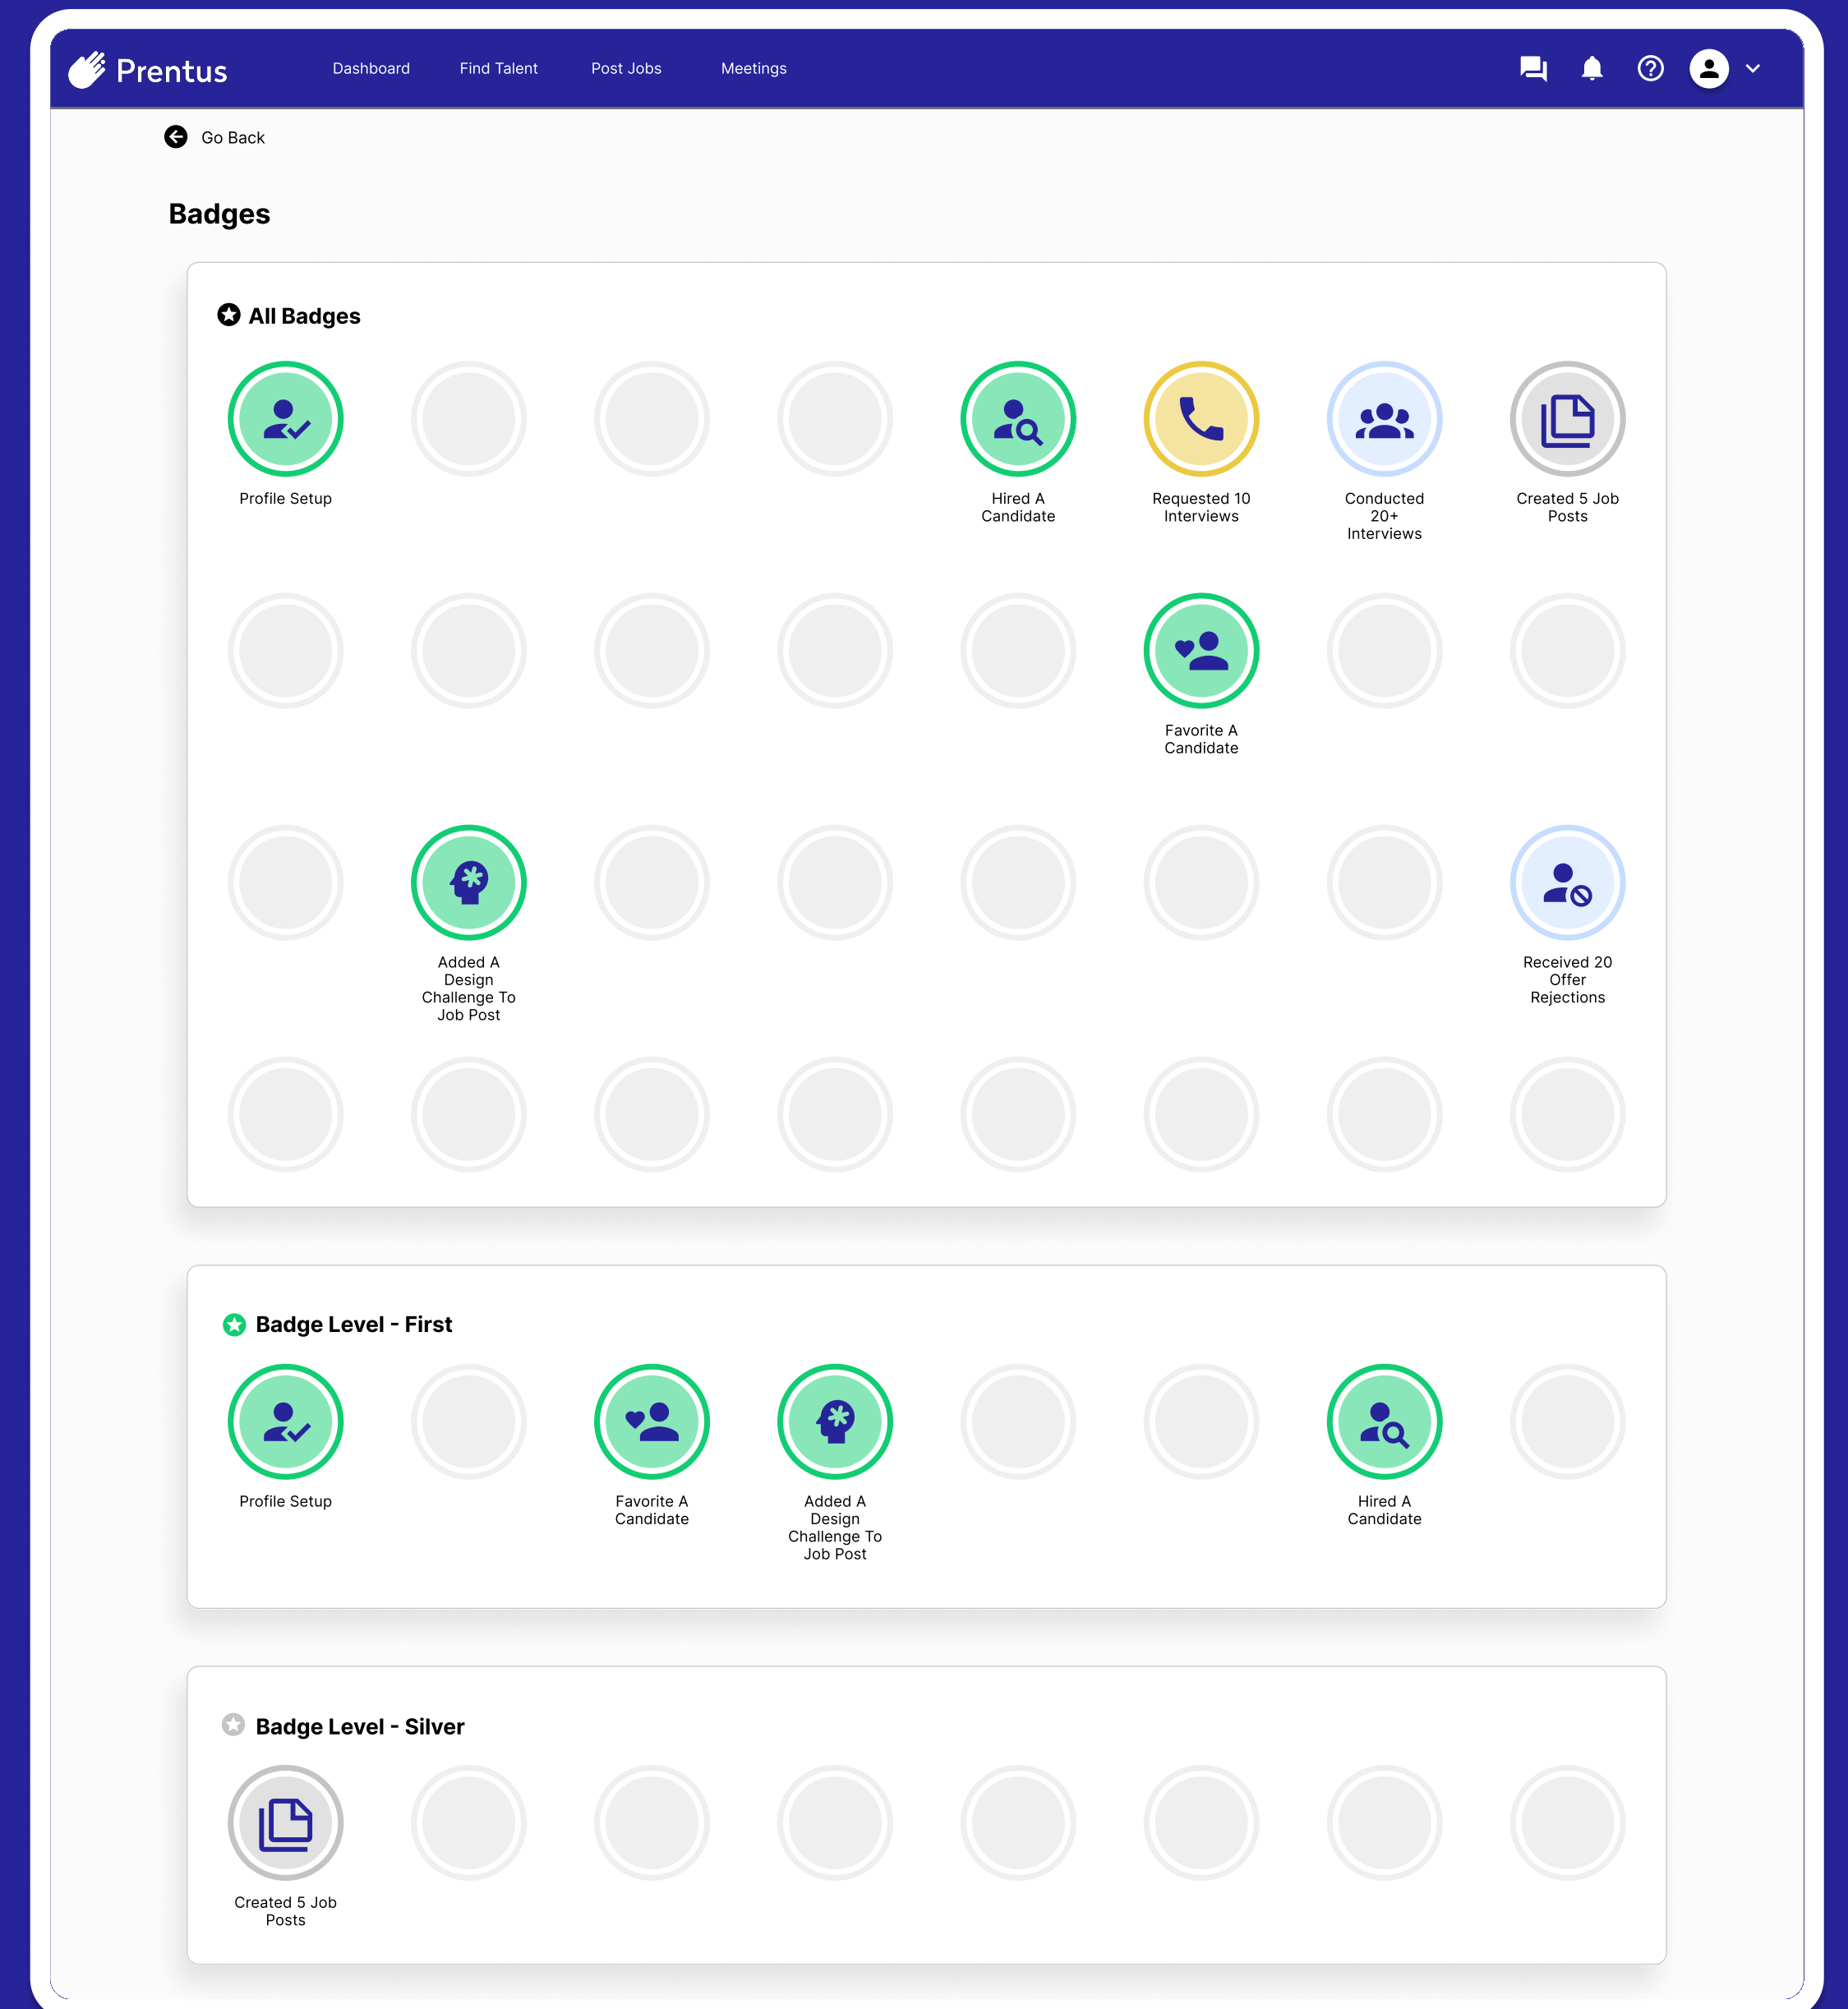 Prentus
Dashboard
Find Talent
Post Jobs
Meetings
Go Back
Badges
All Badges
Profile Setup
Hired A
Candidate
Requested 10
Interviews
Conducted
20+
Interviews
Created 5 Job
Posts
Favorite A
Candidate
Added A
Design
Challenge To
Job Post
Received 20
Offer
Rejections
Badge Level - First
Profile Setup
Favorite A
Candidate
Added A
Design
Challenge To
Job Post
Hired A
Candidate
Badge Level - Silver
Created 5 Job
Posts